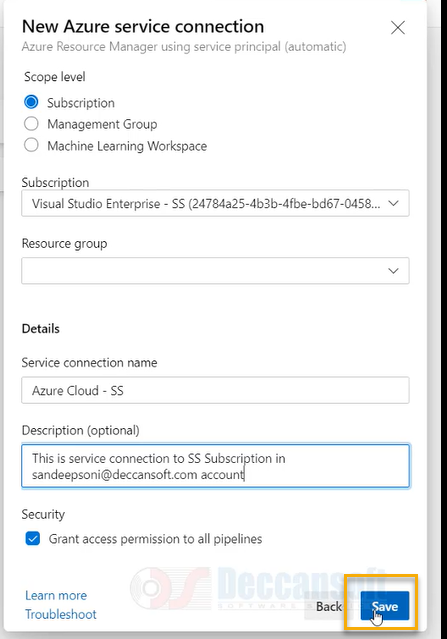 New Azure service connection
Azure Resource Manager using service principal (automatic)
Scope level
Subscription
Management Group
Machine Learning Workspace
Subscription
Visual Studio Enterprise - SS (24784a25-4b3b-4fbe-bd67-0458...
Resource group
Details
Service connection name
Azure Cloud - SS
Description (optional)
This is service connection to SS Subscription in
sandeepsoni@deccansoft.com account
Security
Grant access permission to all pipelines
Learn more
Troubleshoot
Deccansoft
Back
Save